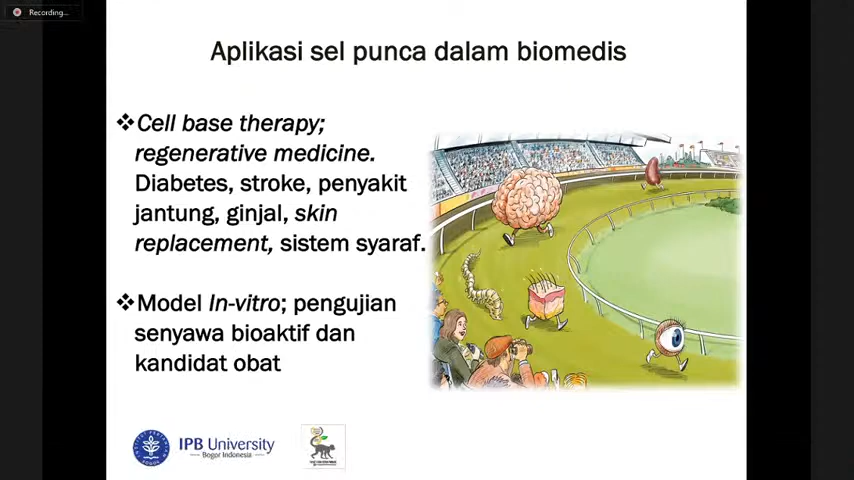 Recording...
Aplikasi sel punca dalam biomedis
❖Cell base therapy;
regenerative medicine.
Diabetes, stroke, penyakit
jantung, ginjal, skin
replacement, sistem syaraf.
❖Model In-vitro; pengujian
senyawa bioaktif dan
kandidat obat
IPB University
Bogor Indonesia